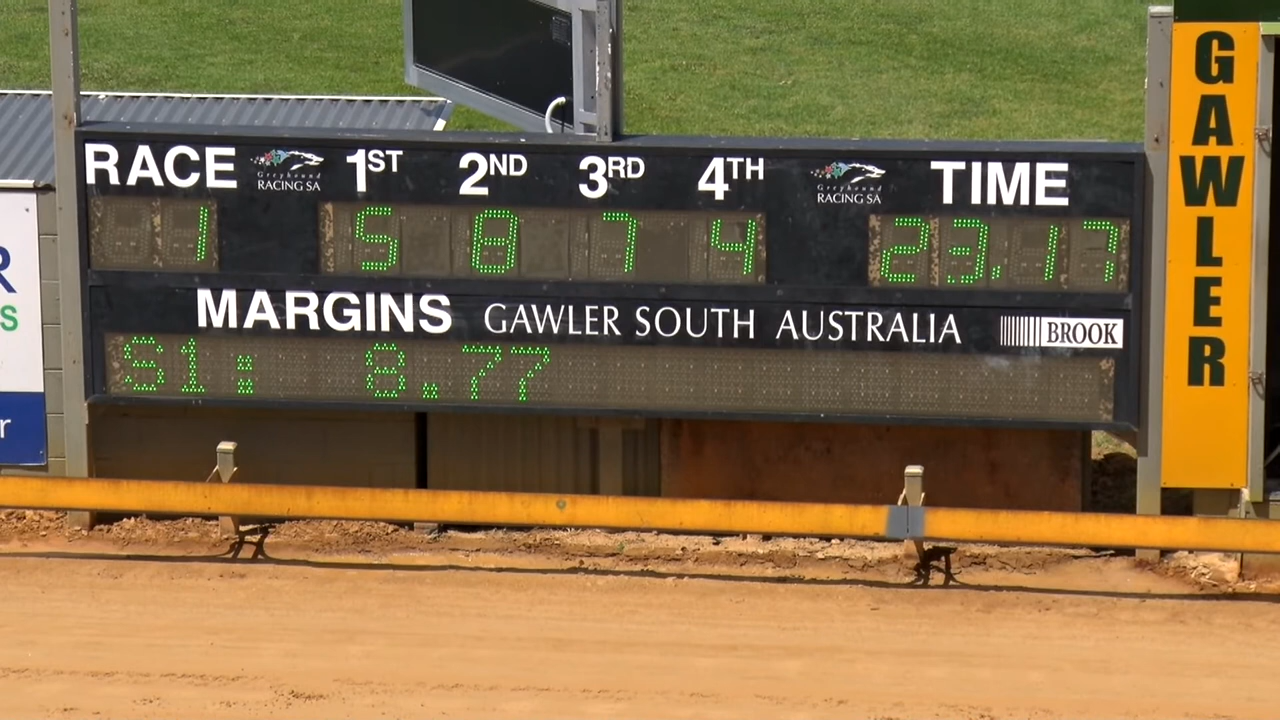 RACE Greyhound RACING SA 1ST 2ND 3RD 4TH Greyhound RACING SA TIME
1 5 8 7 4 23.17
MARGINS GAWLER SOUTH AUSTRALIA BROOK
S1: 8.77
GAWLER
R
S
r